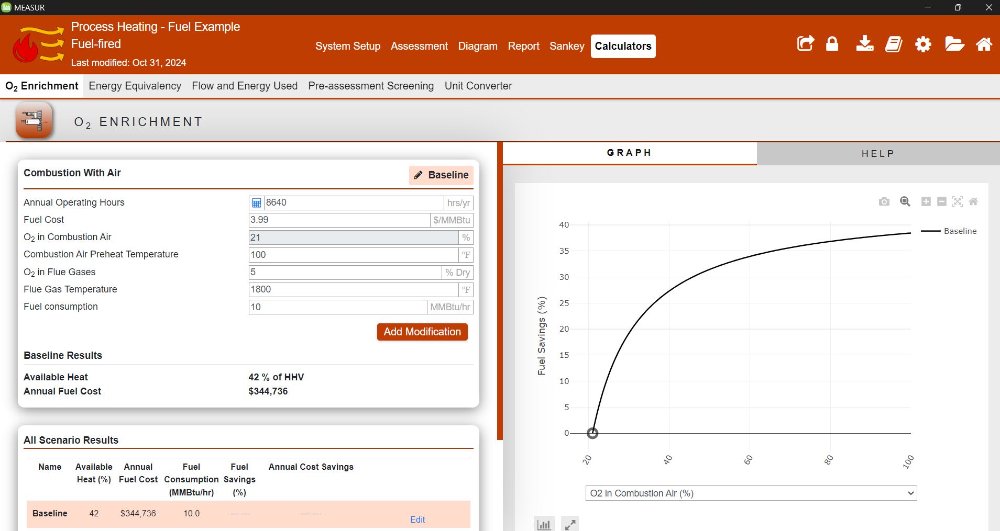 MEASUR
Process Heating - Fuel Example
Fuel-fired
Last modified: Oct 31, 2024
System Setup Assessment Diagram Report Sankey Calculators
O2 Enrichment Energy Equivalency Flow and Energy Used Pre-assessment Screening Unit Converter
O2 ENRICHMENT
Combustion With Air
Baseline
Annual Operating Hours 8640 hrs/yr
Fuel Cost 3.99 $/MMBtu
O2 in Combustion Air 21 %
Combustion Air Preheat Temperature 100 °F
O2 in Flue Gases 5 % Dry
Flue Gas Temperature 1800 °F
Fuel consumption 10 MMBtu/hr
Add Modification
Baseline Results
Available Heat 42 % of HHV
Annual Fuel Cost $344,736
All Scenario Results
Name Available Annual Fuel Fuel Annual Cost Savings
Heat (%) Fuel Cost Consumption Savings
(MMBtu/hr) (%)
Baseline 42 $344,736 10.0 — — — —
Edit
GRAPH HELP
40
Baseline
35
30
25
20
15
10
5
0
Fuel Savings (%)
20 40 60 80 100
O2 in Combustion Air (%)